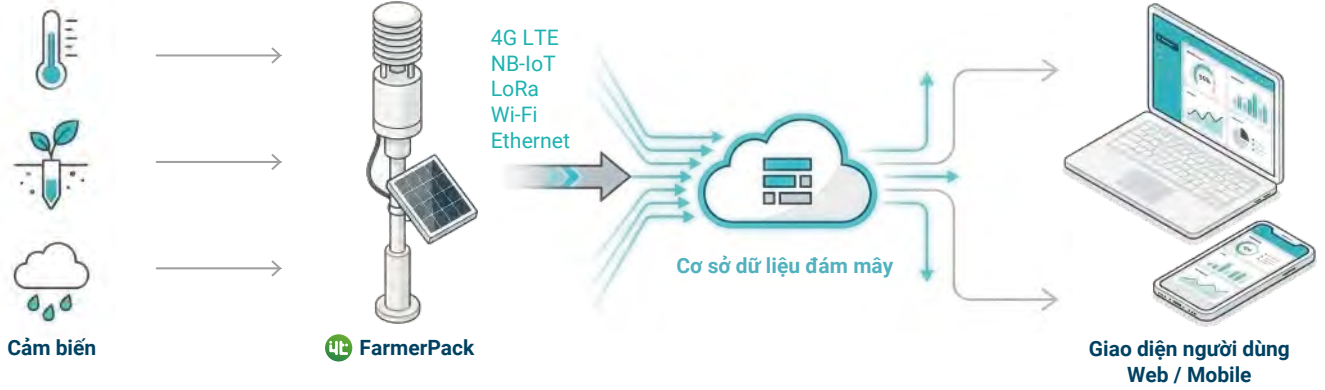 4G LTE
NB-IoT
LoRa
Wi-Fi
Ethernet
Cơ sở dữ liệu đám mây
Cảm biến
FarmerPack
Giao diện người dùng
Web / Mobile